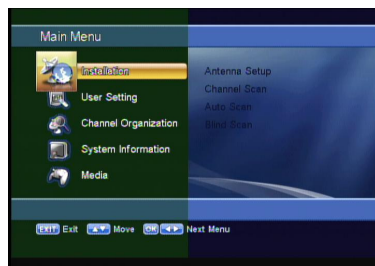 Main Menu
Installation
User Setting
Channel Organization
System Information
Media
Antenna Setup
Channel Scan
Auto Scan
Blind Scan
EXIT Exit ▲▼ Move OK ◄► Next Menu